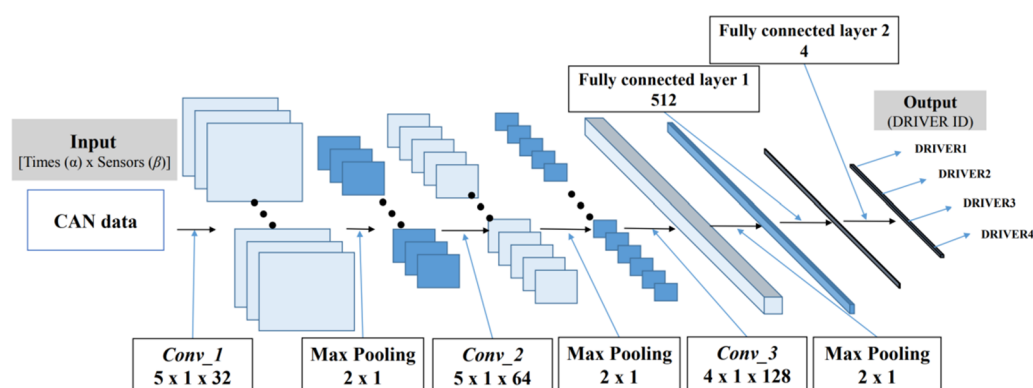 Fully connected layer 2
4
Fully connected layer 1
512
Output
(DRIVER ID)
Input
[Times (α) x Sensors (β)]
CAN data
DRIVER1
DRIVER2
DRIVER3
DRIVER4
Conv_1
5 x 1 x 32
Max Pooling
2 x 1
Conv_2
5 x 1 x 64
Max Pooling
2 x 1
Conv_3
4 x 1 x 128
Max Pooling
2 x 1